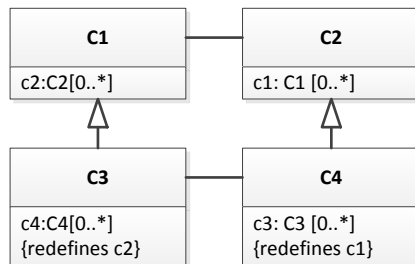 C1
c2:C2[0..*]
C2
c1: C1 [0..*]
C3
c4:C4[0..*]
{redefines c2}
C4
c3: C3 [0..*]
{redefines c1}